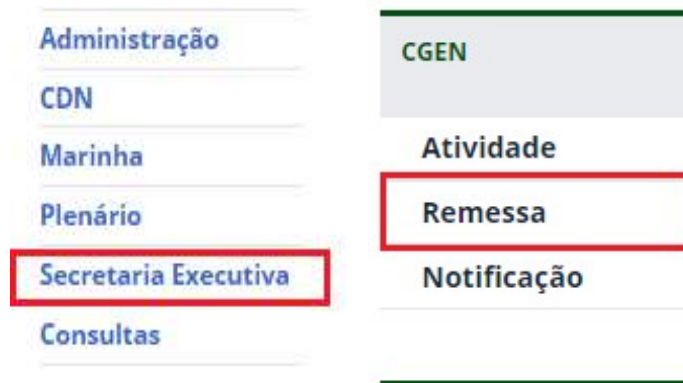 Administração
CDN
Marinha
Plenário
Secretaria Executiva
Consultas
CGEN
Atividade
Remessa
Notificação